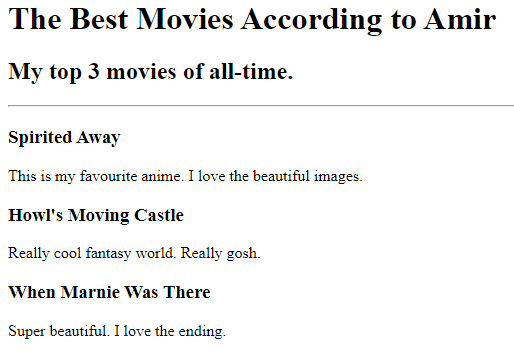 The Best Movies According to Amir
My top 3 movies of all-time.
Spirited Away
This is my favourite anime. I love the beautiful images.
Howl's Moving Castle
Really cool fantasy world. Really gosh.
When Marnie Was There
Super beautiful. I love the ending.